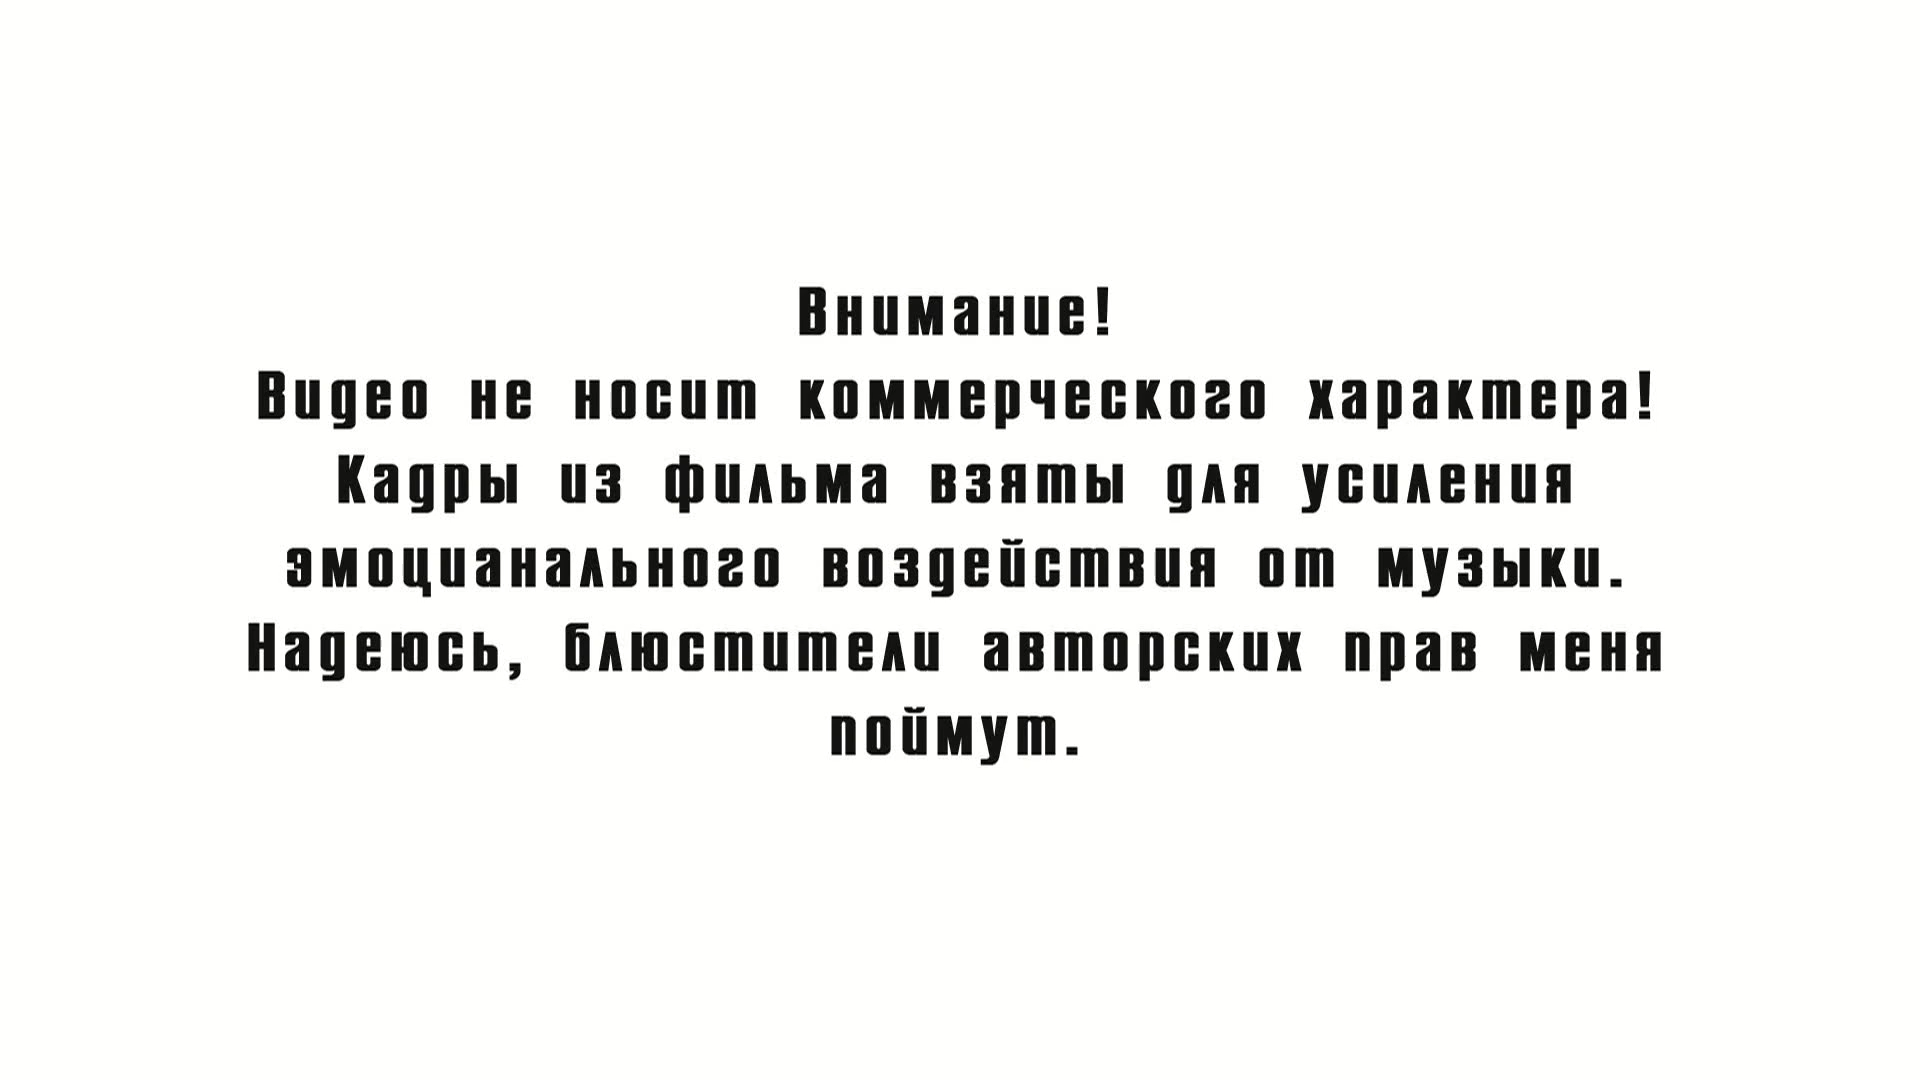 Внимание!
Видео не носит коммерческого характера!
Кадры из фильма взяты для усиления
эмоцианального воздействия от музыки.
Надеюсь, блюстители авторских прав меня
поймут.